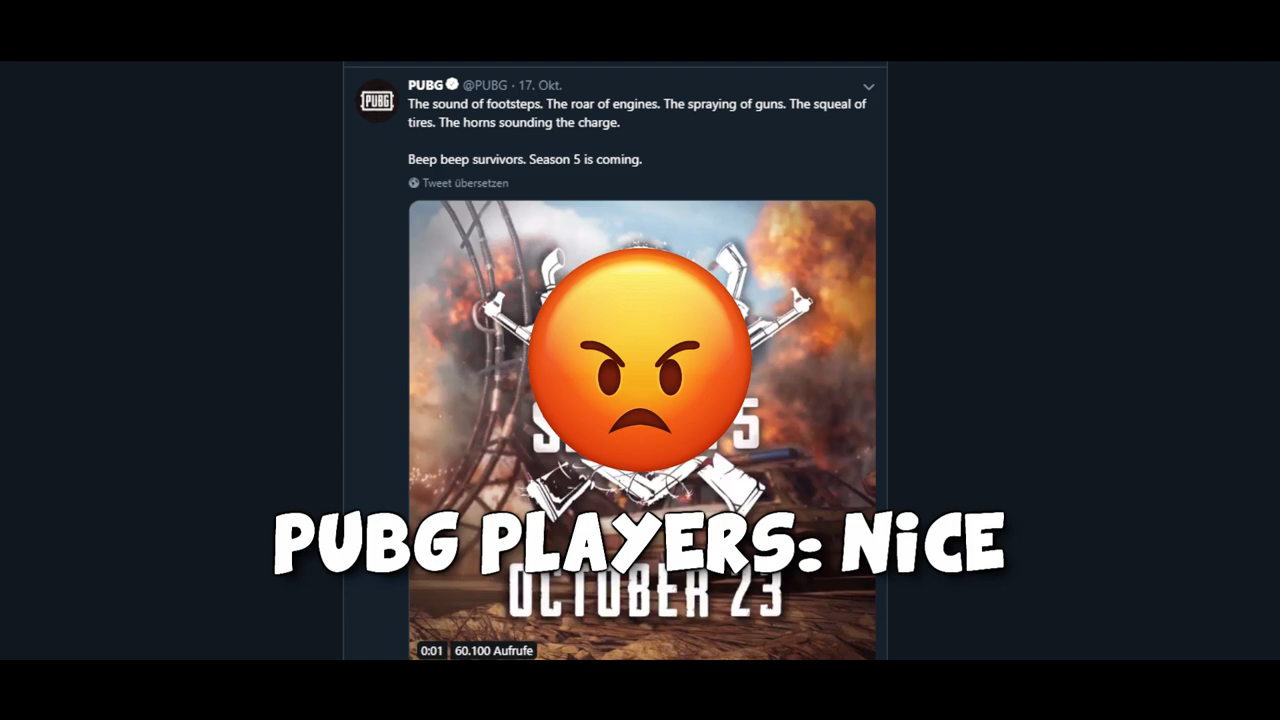 PUBG @PUBG · 17. Okt.
PUBG
The sound of footsteps. The roar of engines. The spraying of guns. The squeal of
tires. The horns sounding the charge.
Beep beep survivors. Season 5 is coming.
Tweet übersetzen
5
PUBG PLAYERS: NiCE
OCTOBER 23
0:01 60.100 Aufrufe